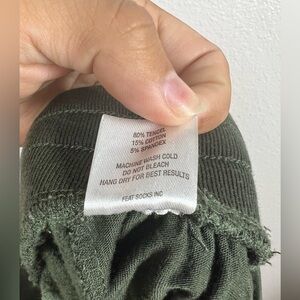 80% TENCEL
15% COTTON
5% SPANDEX
MACHINE WASH COLD
DO NOT BLEACH
HANG DRY FOR BEST RESULTS
FEAT SOCKS INC